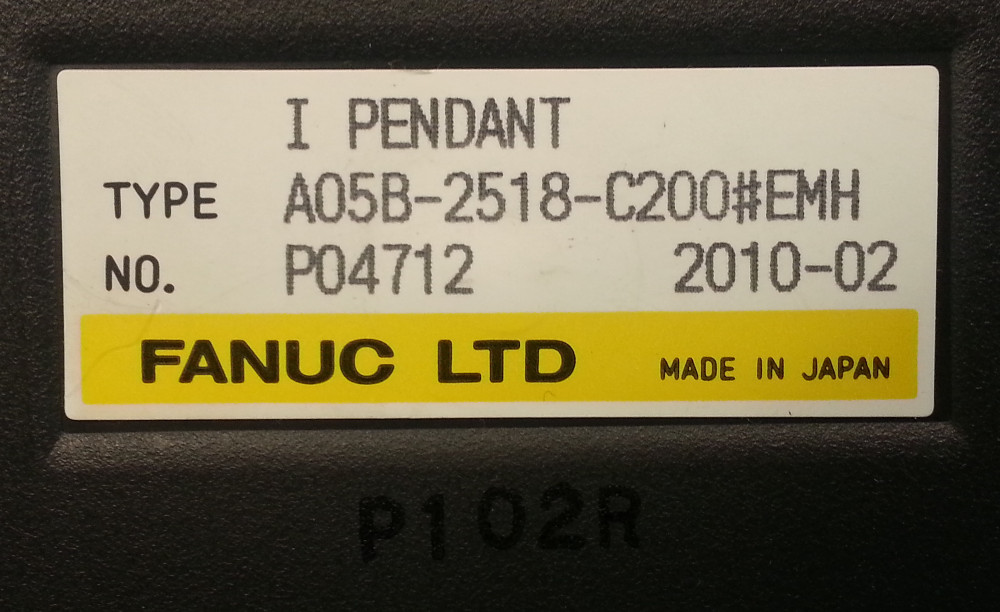 I PENDANT
TYPE A05B-2518-C200#EMH
NO. P04712 2010-02
FANUC LTD MADE IN JAPAN
P102R